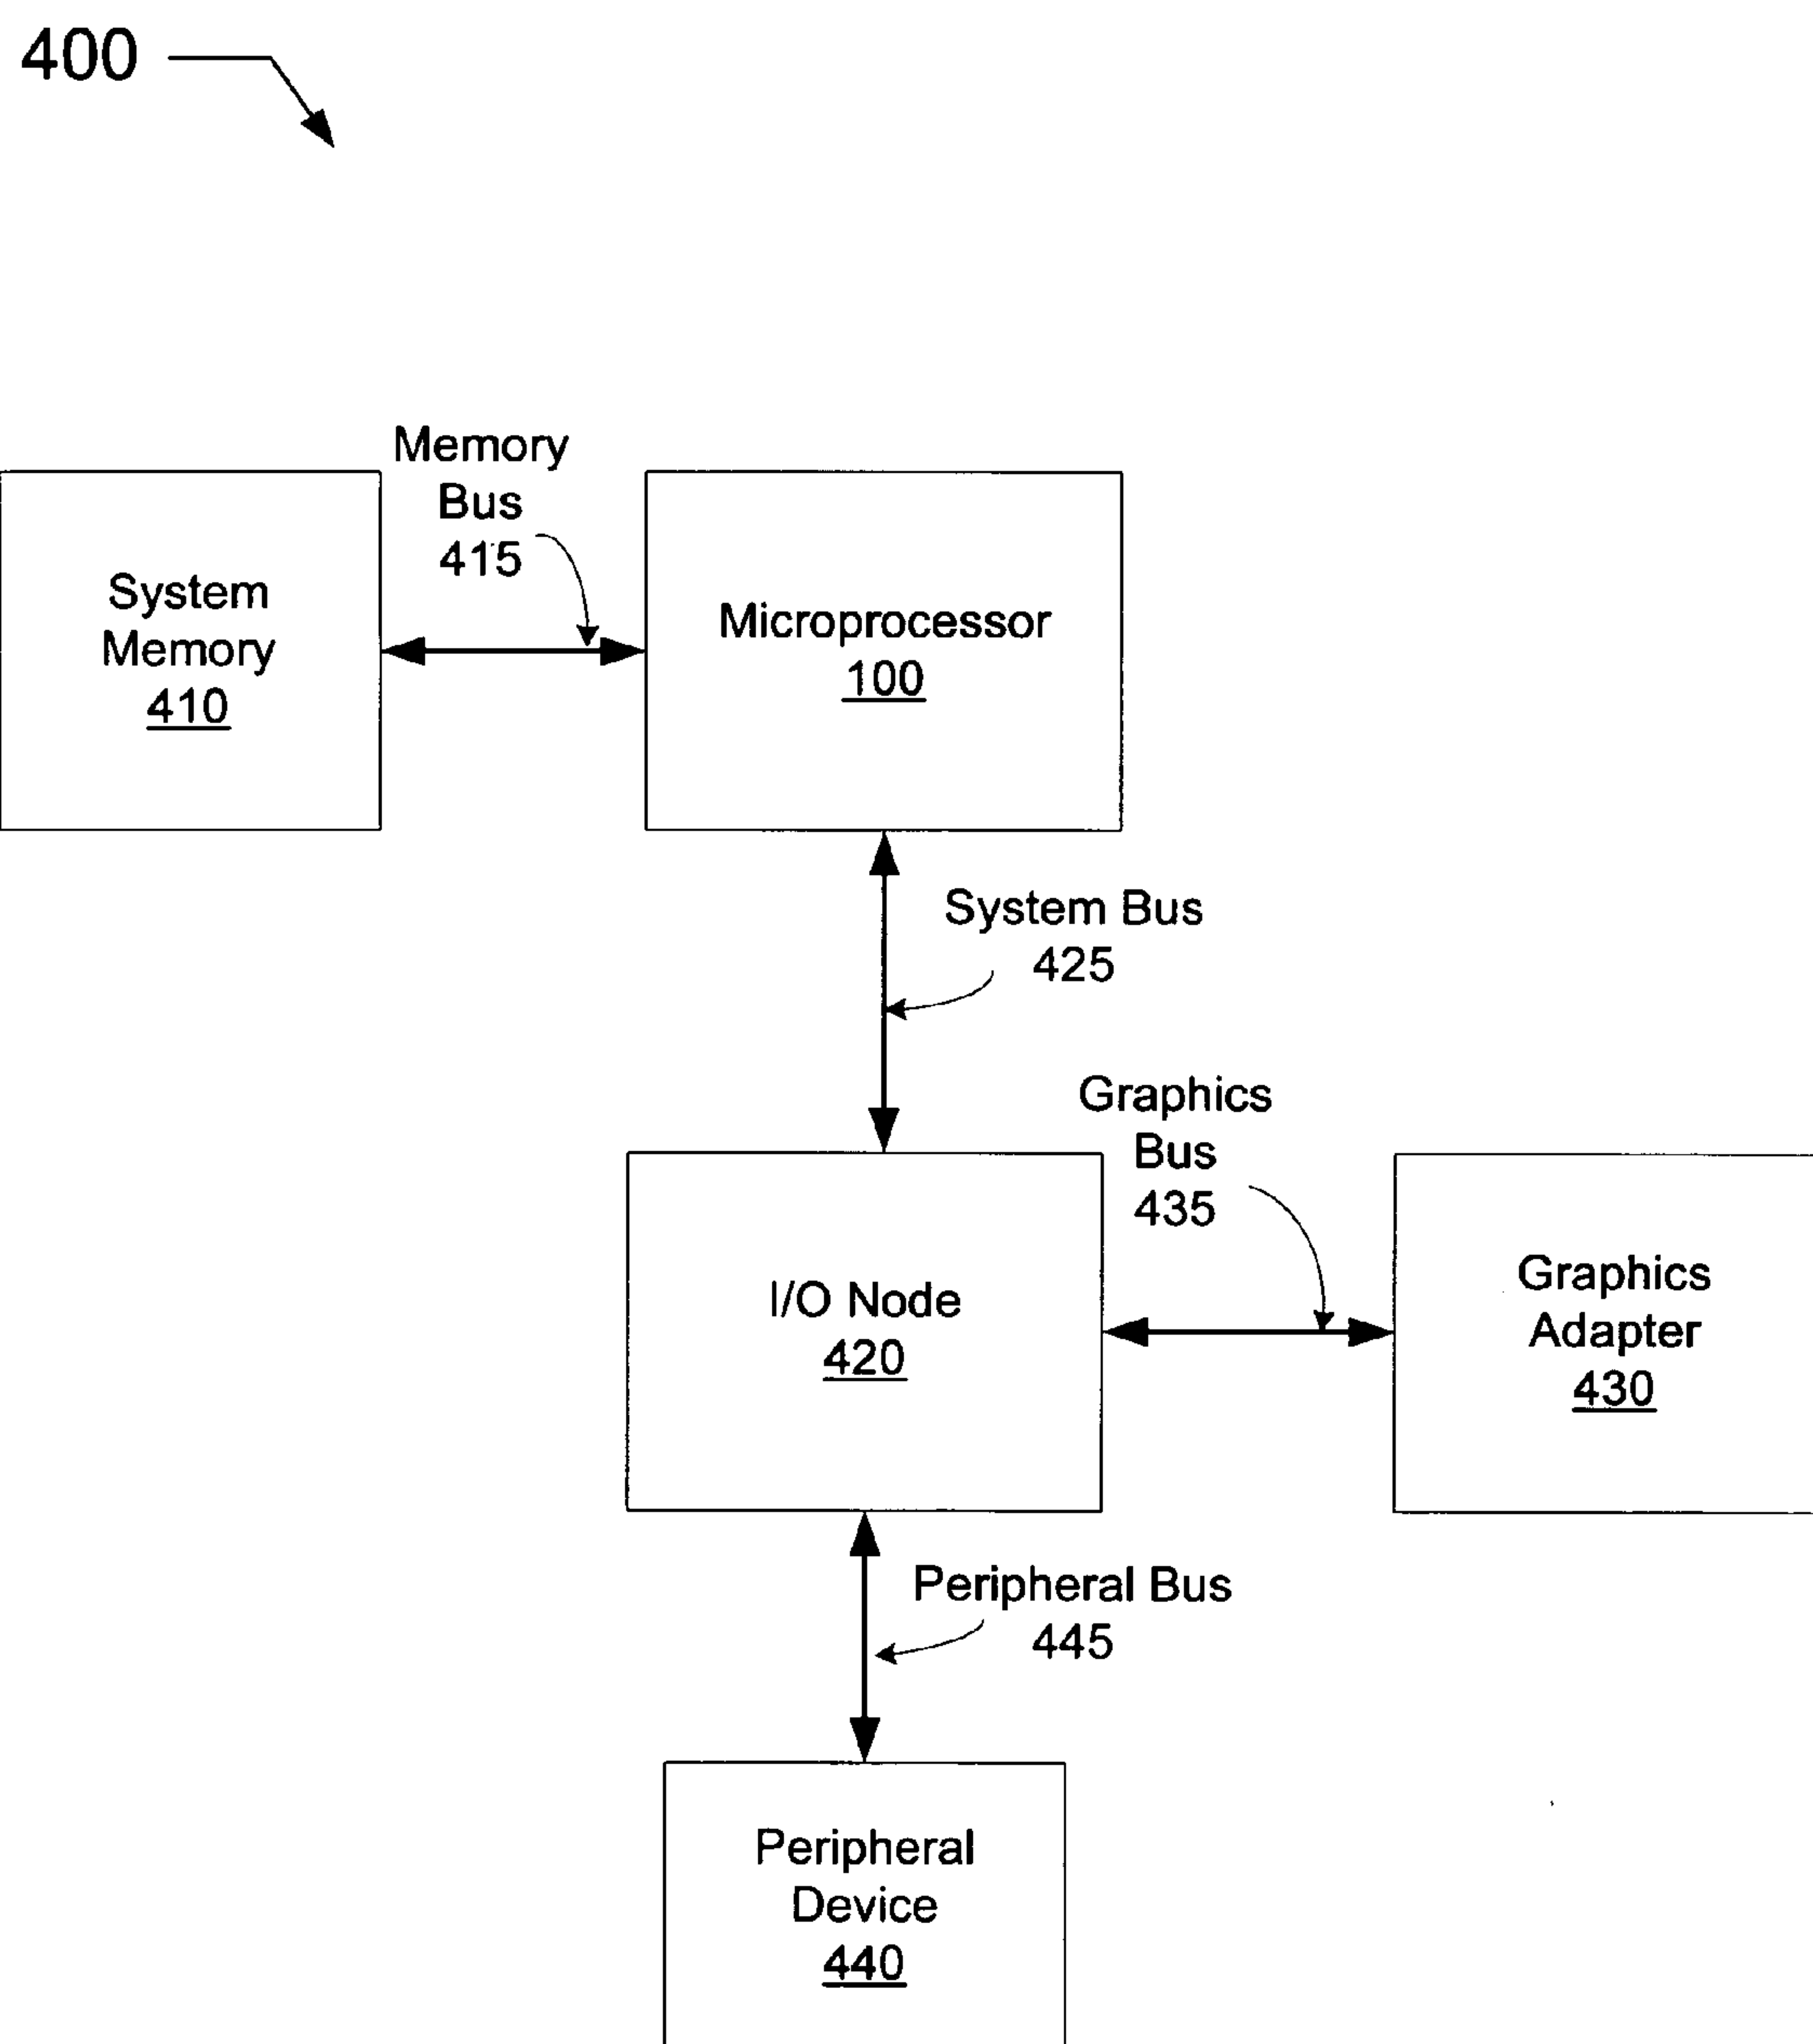 400
Memory
Bus
415
System
Memory
410
Microprocessor
100
System Bus
425
Graphics
Bus
435
I/O Node
420
Graphics
Adapter
430
Peripheral Bus
445
Peripheral
Device
440